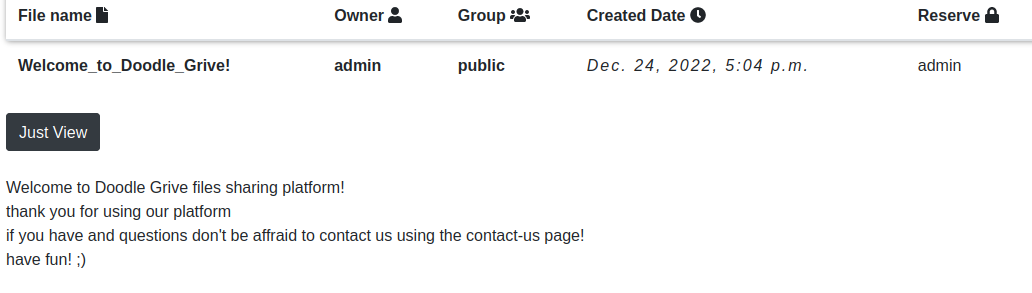 File name Owner Group Created Date Reserve
Welcome_to_Doodle_Grive! admin public Dec. 24, 2022, 5:04 p.m. admin
Just View
Welcome to Doodle Grive files sharing platform!
thank you for using our platform
if you have and questions don't be affraid to contact us using the contact-us page!
have fun! ;)